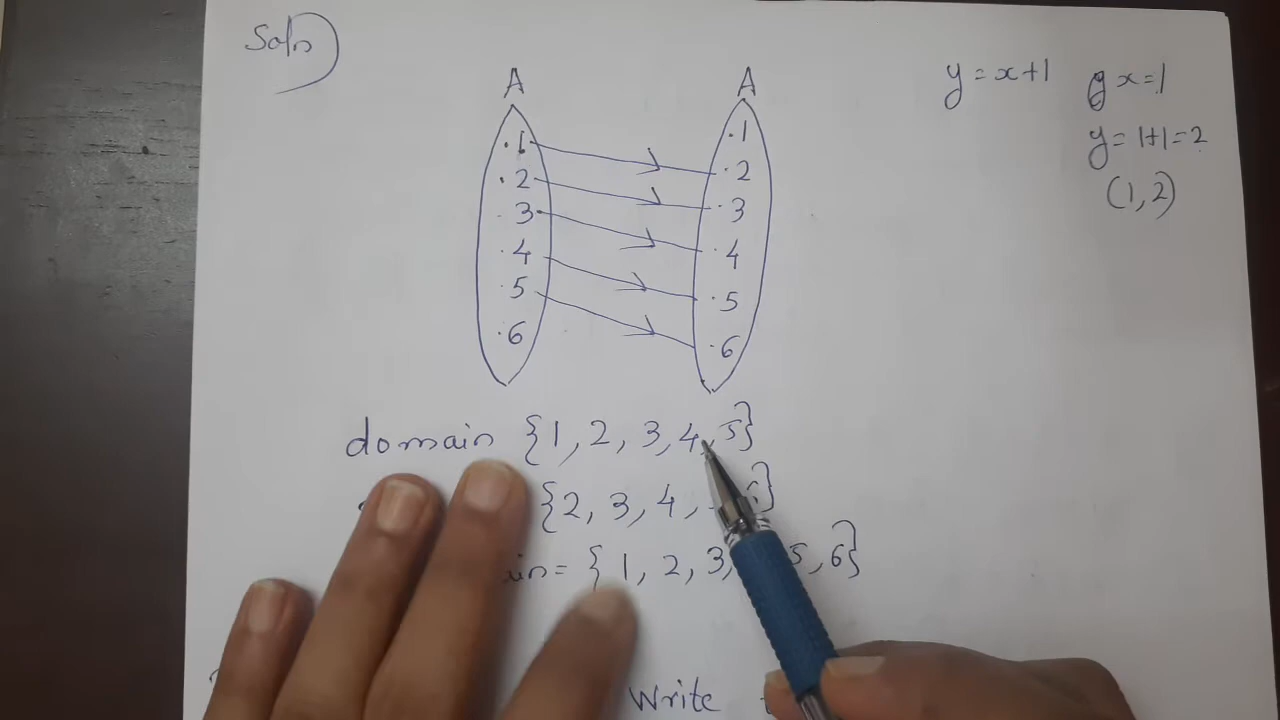 Soln)
A A
.1 .1
.2 .2
.3 .3
.4 .4
.5 .5
.6 .6
y = x+1
x=1
y = 1+1=2
(1,2)
domain {1, 2, 3, 4, 5}
{2, 3, 4, 6}
= { 1, 2, 3, 5, 6}
Write